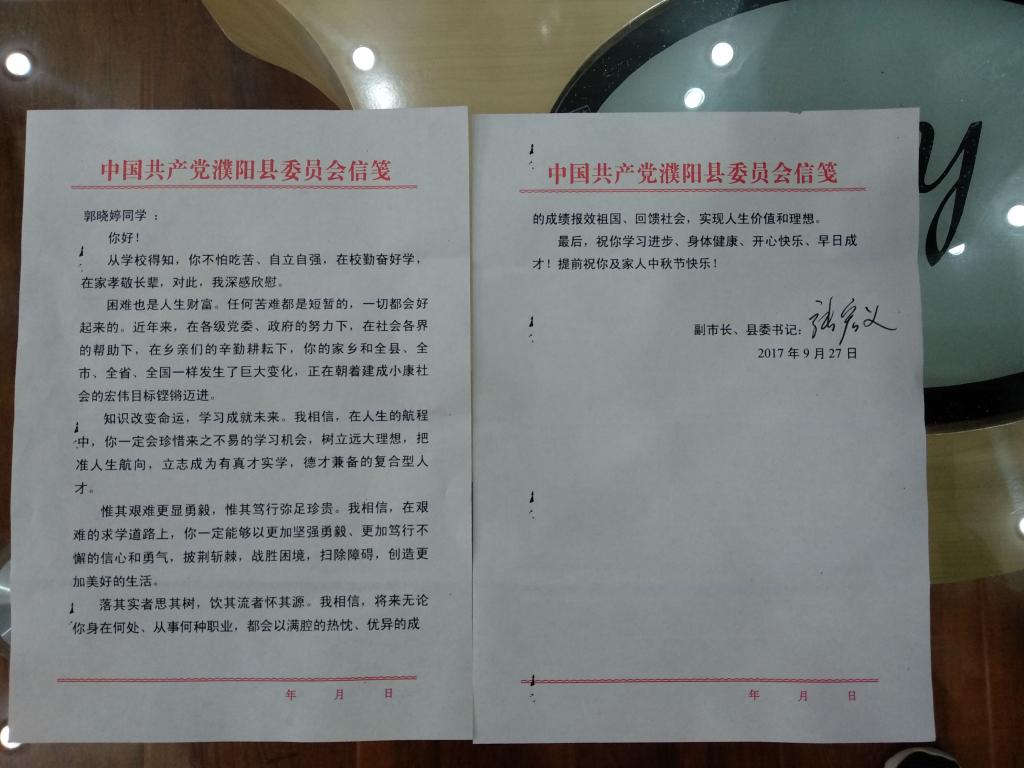 中国共产党濮阳县委员会信笺
郭晓婷同学：
你好！
从学校得知，你不怕吃苦、自立自强，在校勤奋好学，
在家孝敬长辈，对此，我深感欣慰。
困难也是人生财富。任何苦难都是短暂的，一切都会好
起来的。近年来，在各级党委、政府的努力下，在社会各界
的帮助下，在乡亲们的辛勤耕耘下，你的家乡和全县、全
市、全省、全国一样发生了巨大变化，正在朝着建成小康社
会的宏伟目标铿锵迈进。
知识改变命运，学习成就未来。我相信，在人生的航程
中，你一定会珍惜来之不易的学习机会，树立远大理想，把
准人生航向，立志成为有真才实学，德才兼备的复合型人
才。
惟其艰难更显勇毅，惟其笃行弥足珍贵。我相信，在艰
难的求学道路上，你一定能够以更加坚强勇毅、更加笃行不
懈的信心和勇气，披荆斩棘，战胜困境，扫除障碍，创造更
加美好的生活。
落其实者思其树，饮其流者怀其源。我相信，将来无论
你身在何处、从事何种职业，都会以满腔的热忱、优异的成
年 月 日
中国共产党濮阳县委员会信笺
的成绩报效祖国、回馈社会，实现人生价值和理想。
最后，祝你学习进步、身体健康、开心快乐、早日成
才！提前祝你及家人中秋节快乐！
副市长、县委书记：张宏义
2017年9月27日
年 月 日
y